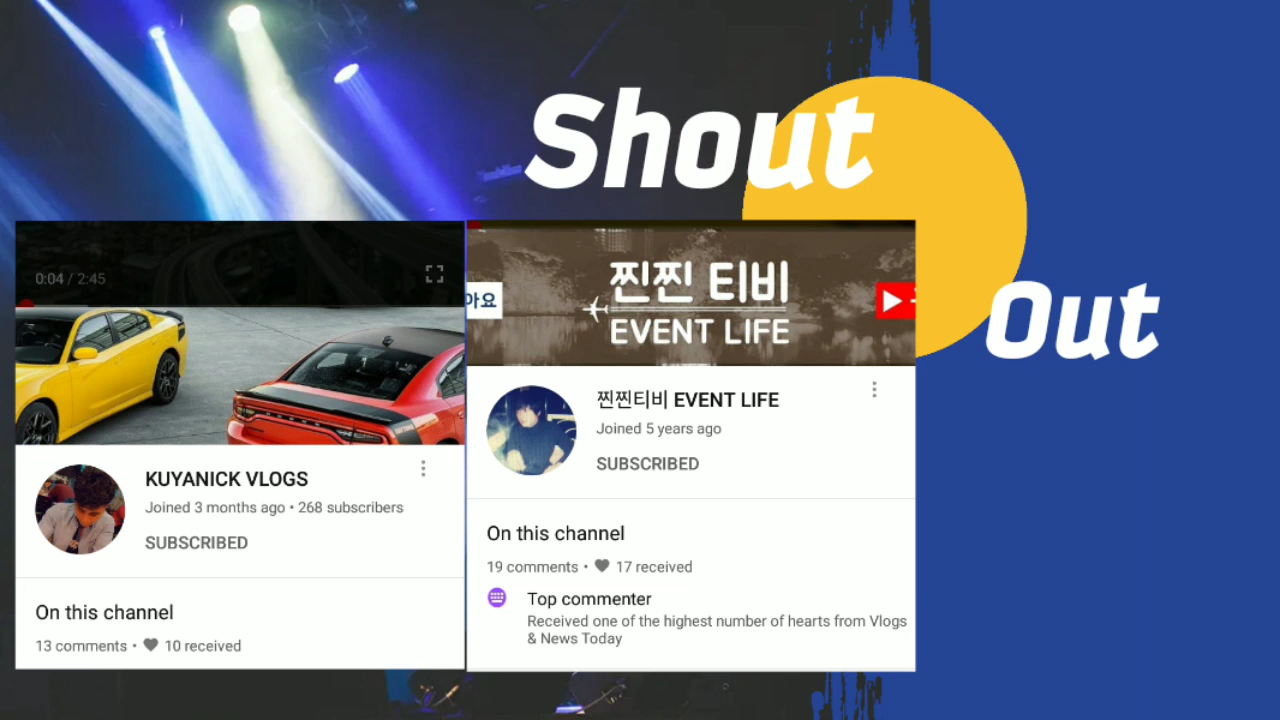 Shout
Out
0:04 / 2:45
KUYANICK VLOGS
Joined 3 months ago • 268 subscribers
SUBSCRIBED
On this channel
13 comments • ♥ 10 received
아요
찐찐 티비
EVENT LIFE
찐찐티비 EVENT LIFE
Joined 5 years ago
SUBSCRIBED
On this channel
19 comments • ♥ 17 received
Top commenter
Received one of the highest number of hearts from Vlogs
& News Today